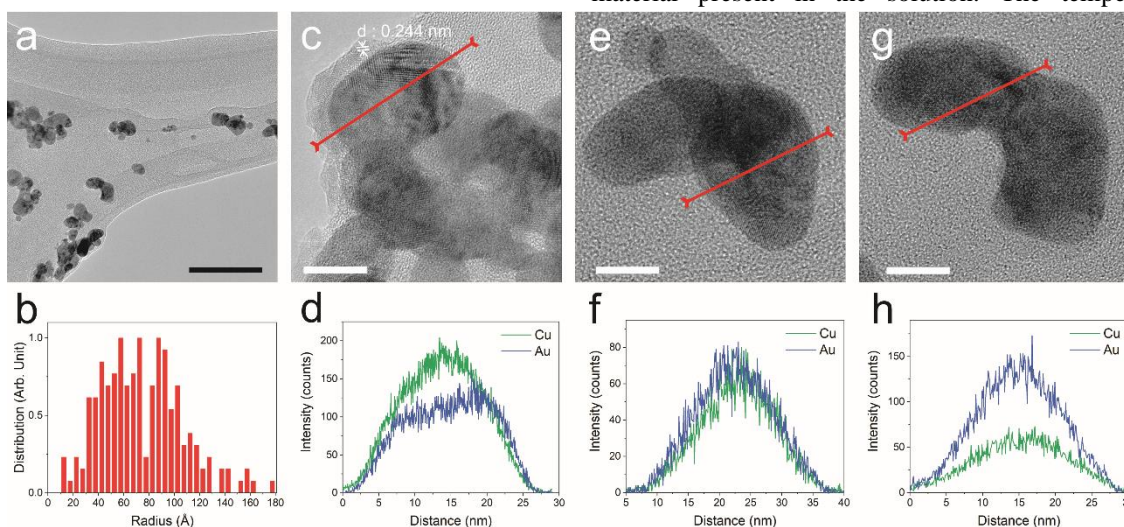 material present in the solution. The tempe
a
c
d : 0.244 nm
e
g
b
Distribution (Arb. Unit)
1.0
0.5
0.0
0 20 40 60 80 100 120 140 160 180
Radius (Å)
d
Cu
Au
Intensity (counts)
200
150
100
50
0
0 5 10 15 20 25 30
Distance (nm)
f
Cu
Au
Intensity (counts)
80
60
40
20
0
5 10 15 20 25 30 35 40
Distance (nm)
h
Cu
Au
Intensity (counts)
150
100
50
0
0 5 10 15 20 25
Distance (nm)